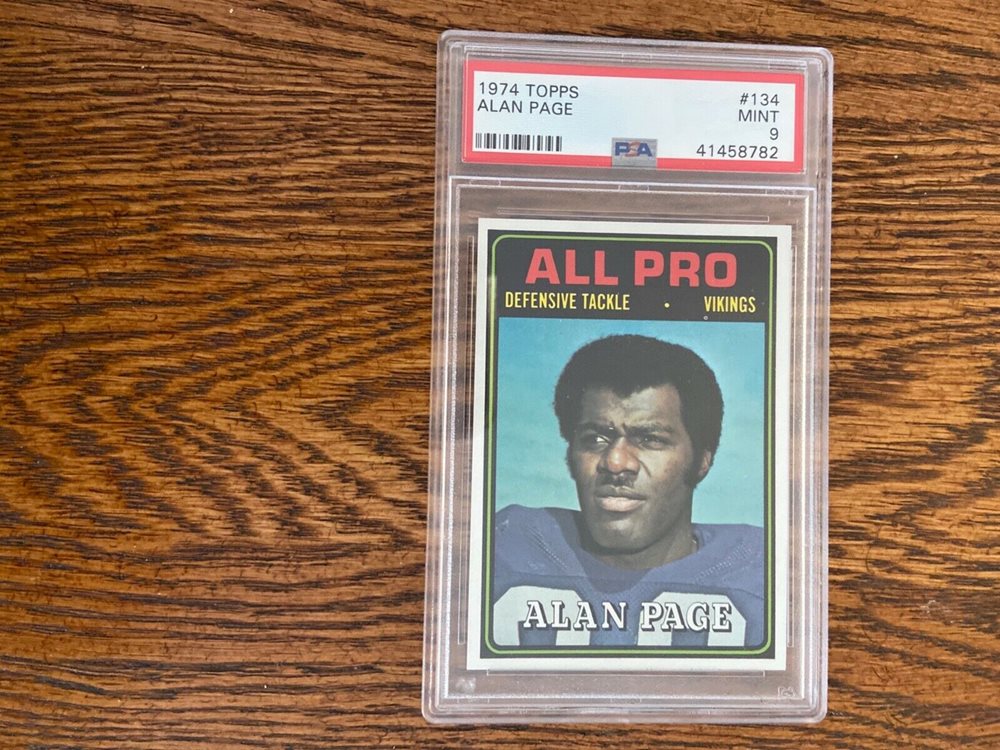 1974 TOPPS #134
ALAN PAGE MINT
9
PSA 41458782
ALL PRO
DEFENSIVE TACKLE • VIKINGS
ALAN PAGE